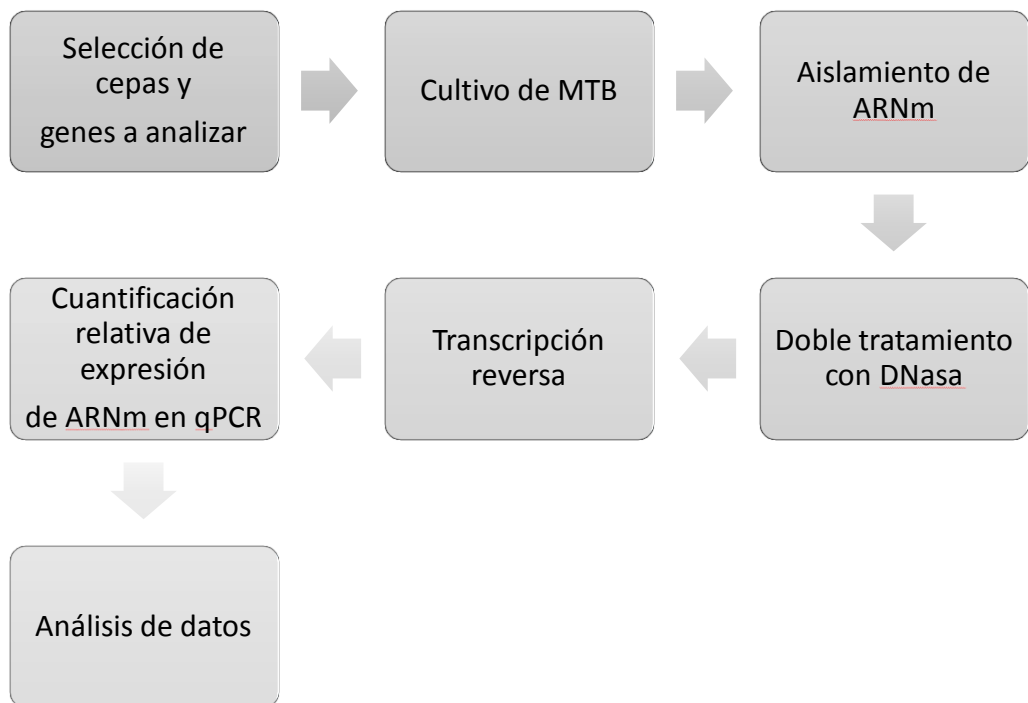 Selección de
cepas y
genes a analizar
Cultivo de MTB
Aislamiento de
ARNm
Doble tratamiento
con DNasa
Transcripción
reversa
Cuantificación
relativa de
expresión
de ARNm en qPCR
Análisis de datos